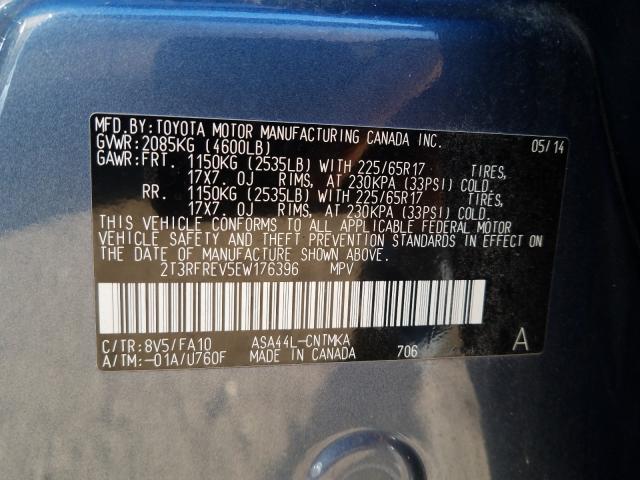 MFD.BY:TOYOTA MOTOR MANUFACTURING CANADA INC. 05/14
GVWR:2085KG (4600LB)
GAWR:FRT. 1150KG (2535LB) WITH 225/65R17 TIRES,
17X7. OJ RIMS, AT 230KPA (33PSI) COLD.
RR. 1150KG (2535LB) WITH 225/65R17 TIRES,
17X7. OJ RIMS, AT 230KPA (33PSI) COLD.
THIS VEHICLE CONFORMS TO ALL APPLICABLE FEDERAL MOTOR
VEHICLE SAFETY AND THEFT PREVENTION STANDARDS IN EFFECT ON
THE DATE OF MANUFACTURE SHOWN ABOVE.
2T3RFREV5EW176396 MPV
C/TR:8V5/FA10 ASA44L-CNTMKA
A/TM:-01A/U760F MADE IN CANADA 706 A